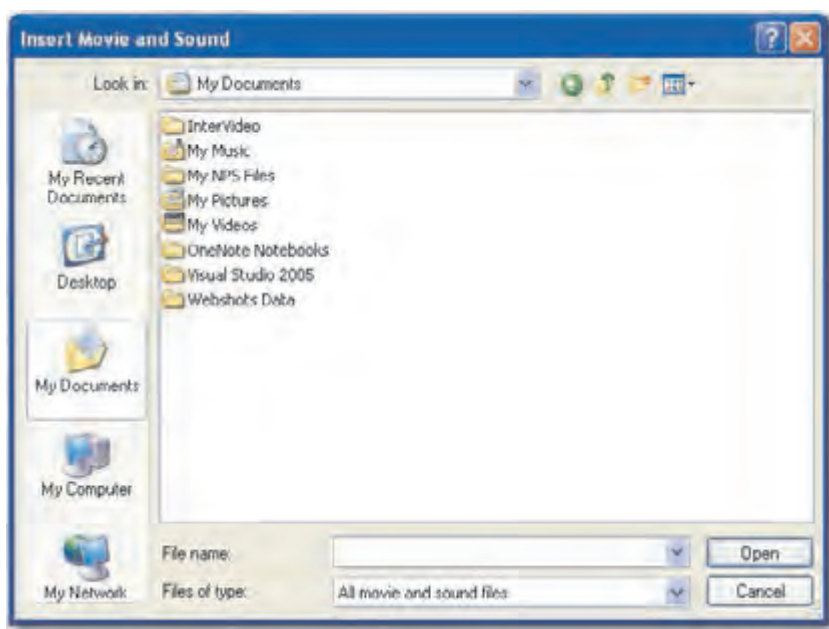 Insert Movie and Sound
Look in:
My Documents
My Recent
Documents
Desktop
My Documents
My Computer
My Network
InterVideo
My Music
My NPS Files
My Pictures
My Videos
OneNote Notebooks
Visual Studio 2005
Webshots Data
File name:
Open
Files of type:
All movie and sound files
Cancel